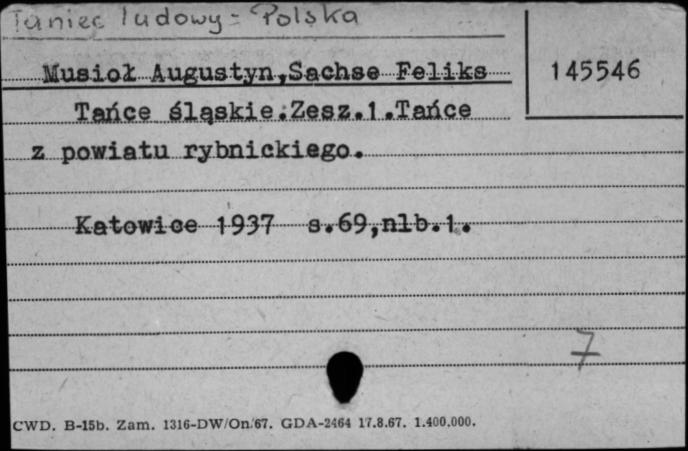 Taniec ludowy - Polska
Musioł Augustyn,Sachse Feliks
145546
Tańce śląskie.Zesz.1.Tańce
z powiatu rybnickiego.
Katowice 1937 s.69,nlb.1.
7
CWD. B-15b. Zam. 1316-DW/On/67. GDA-2464 17.8.67. 1.400.000.